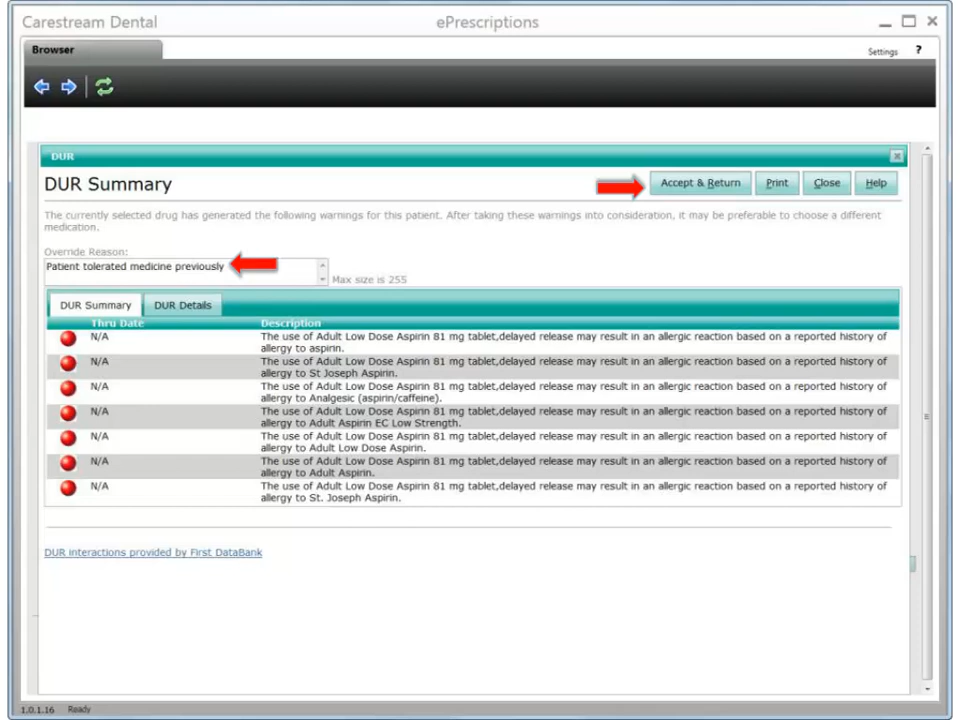 Carestream Dental
ePrescriptions
Browser
Settings ?
DUR
DUR Summary
Accept & Return Print Close Help
The currently selected drug has generated the following warnings for this patient. After taking these warnings into consideration, it may be preferable to choose a different
medication.
Override Reason:
Patient tolerated medicine previously
Max size is 255
DUR Summary DUR Details
Thru Date Description
N/A The use of Adult Low Dose Aspirin 81 mg tablet,delayed release may result in an allergic reaction based on a reported history of
allergy to aspirin.
N/A The use of Adult Low Dose Aspirin 81 mg tablet,delayed release may result in an allergic reaction based on a reported history of
allergy to St Joseph Aspirin.
N/A The use of Adult Low Dose Aspirin 81 mg tablet,delayed release may result in an allergic reaction based on a reported history of
allergy to Analgesic (aspirin/caffeine).
N/A The use of Adult Low Dose Aspirin 81 mg tablet,delayed release may result in an allergic reaction based on a reported history of
allergy to Adult Aspirin EC Low Strength.
N/A The use of Adult Low Dose Aspirin 81 mg tablet,delayed release may result in an allergic reaction based on a reported history of
allergy to Adult Low Dose Aspirin.
N/A The use of Adult Low Dose Aspirin 81 mg tablet,delayed release may result in an allergic reaction based on a reported history of
allergy to Adult Aspirin.
N/A The use of Adult Low Dose Aspirin 81 mg tablet,delayed release may result in an allergic reaction based on a reported history of
allergy to St. Joseph Aspirin.
DUR interactions provided by First DataBank
1.0.1.16 Ready